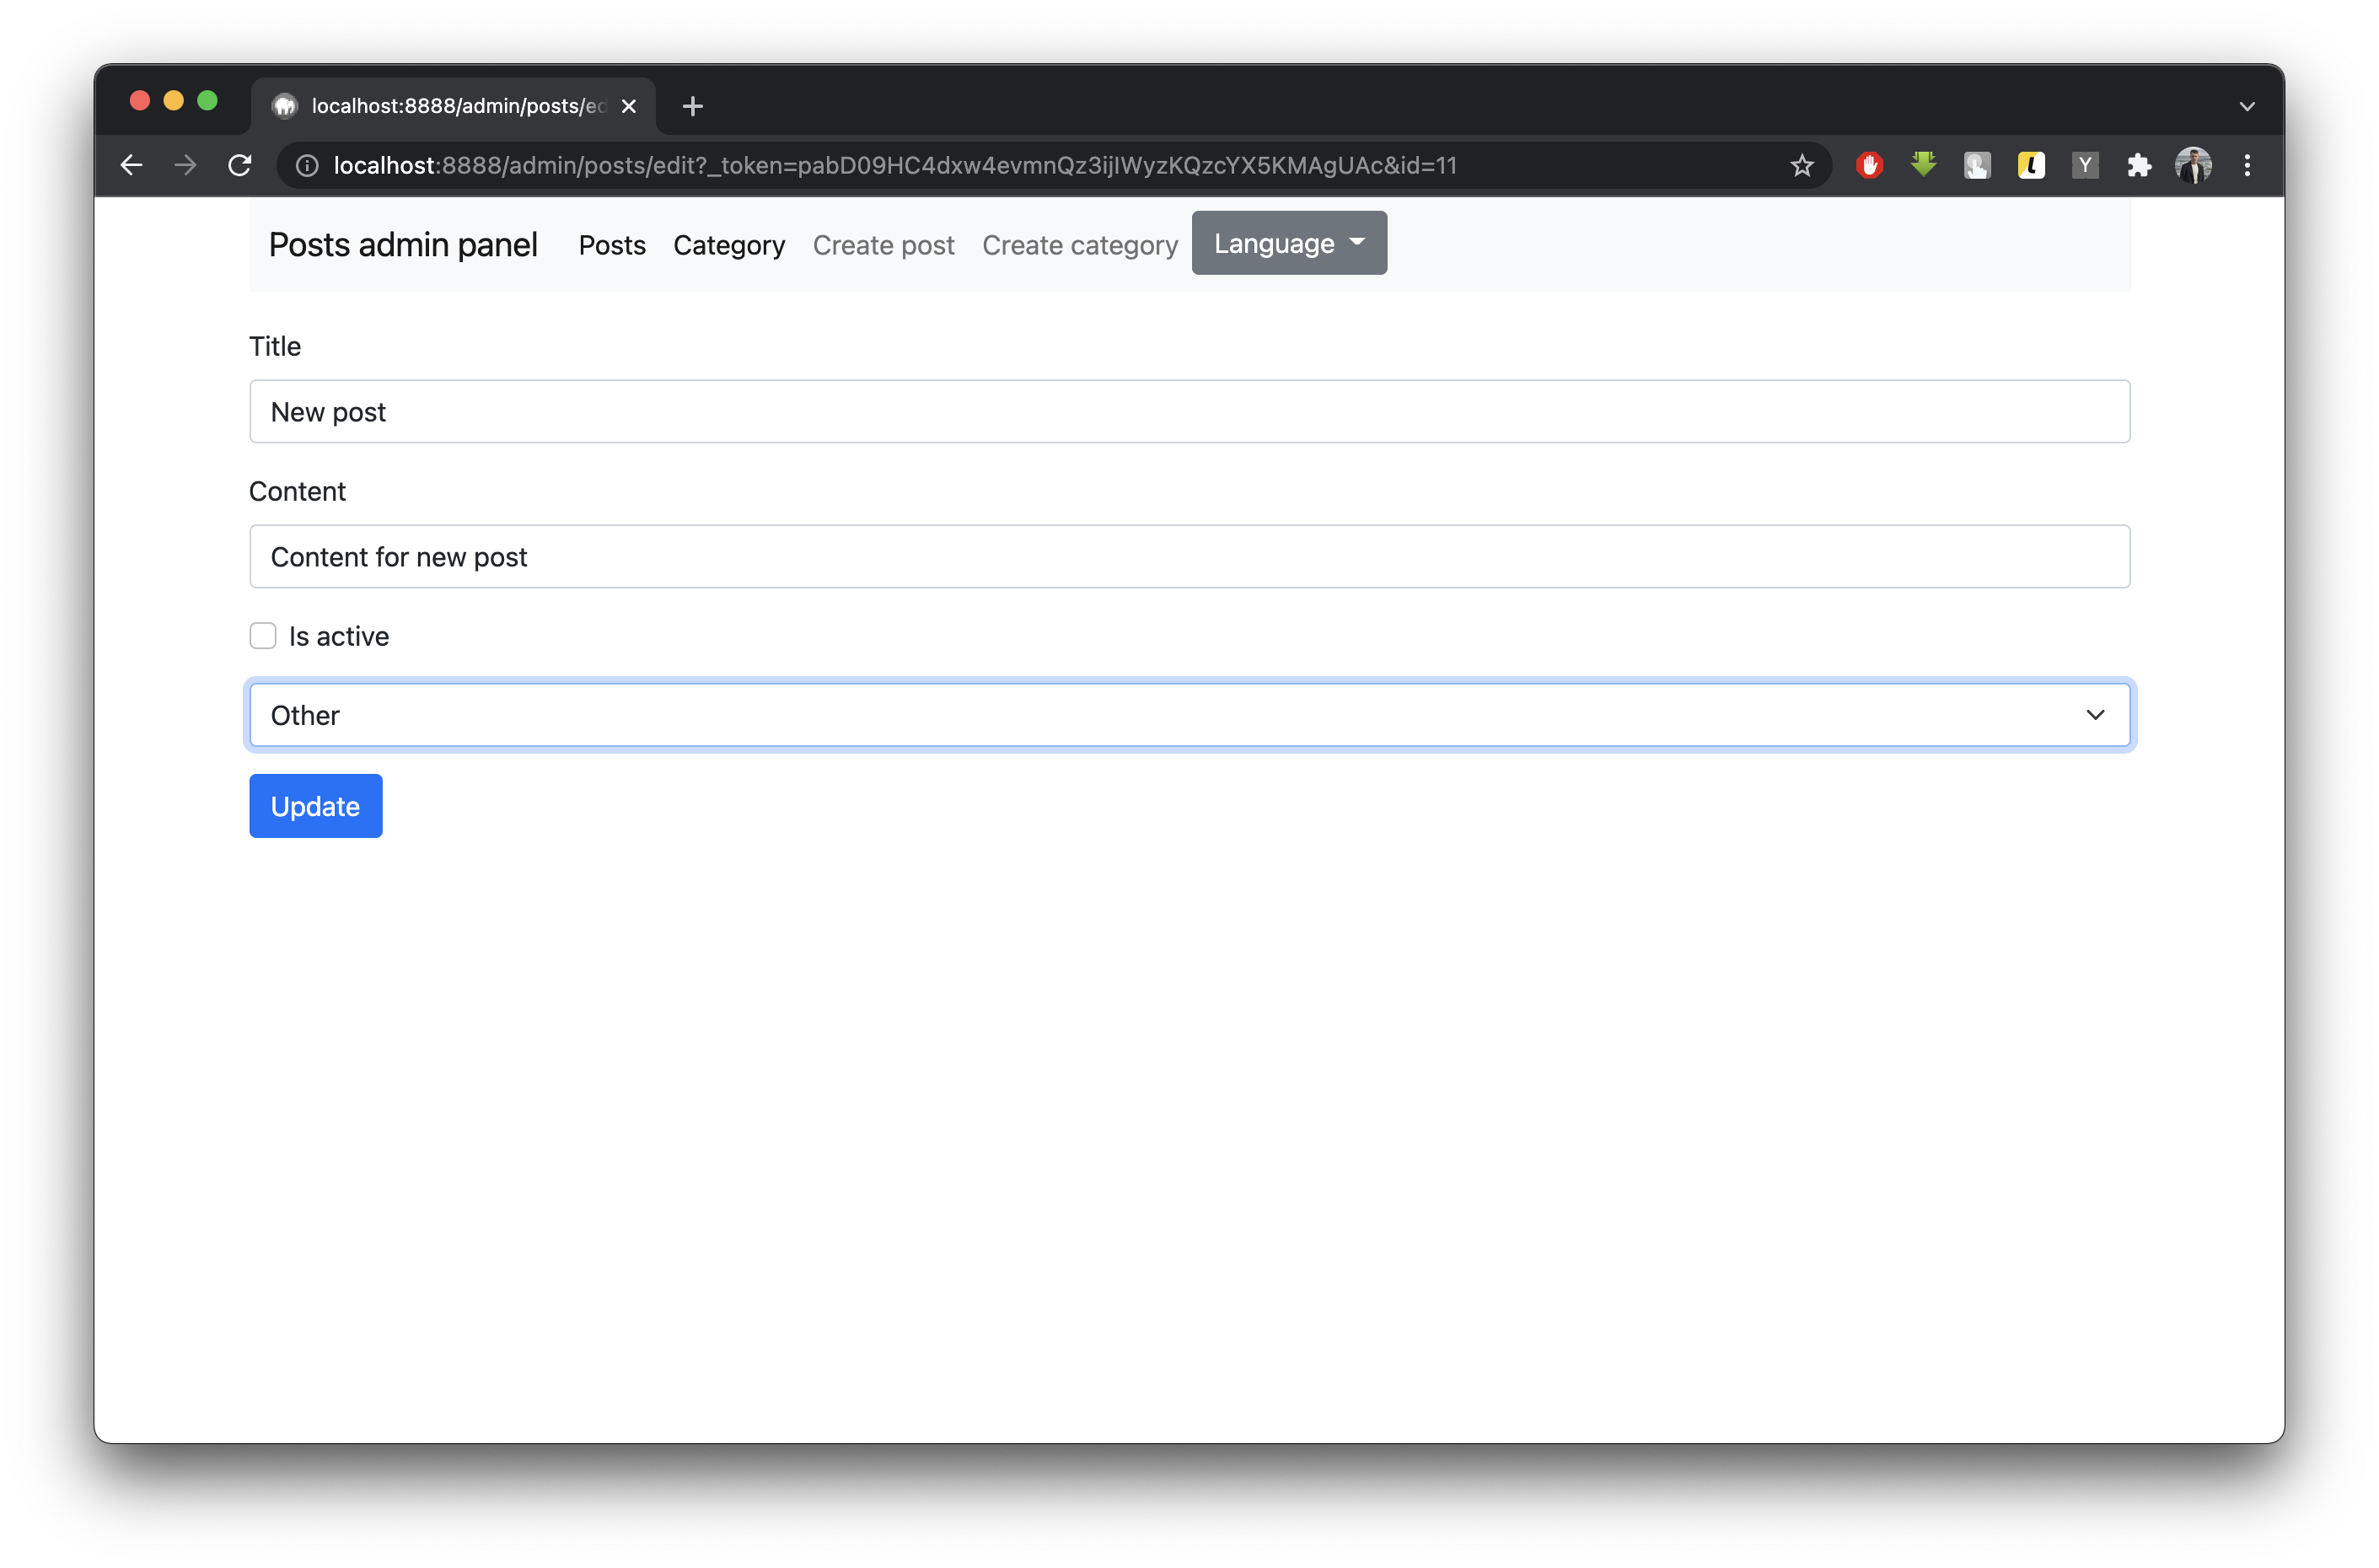 localhost:8888/admin/posts/ed
localhost:8888/admin/posts/edit?_token=pabD09HC4dxw4evmnQz3ijlWyzKQzcYX5KMAgUAc&id=11
Y
Posts admin panel Posts Category Create post Create category Language
Title
New post
Content
Content for new post
Is active
Other
Update